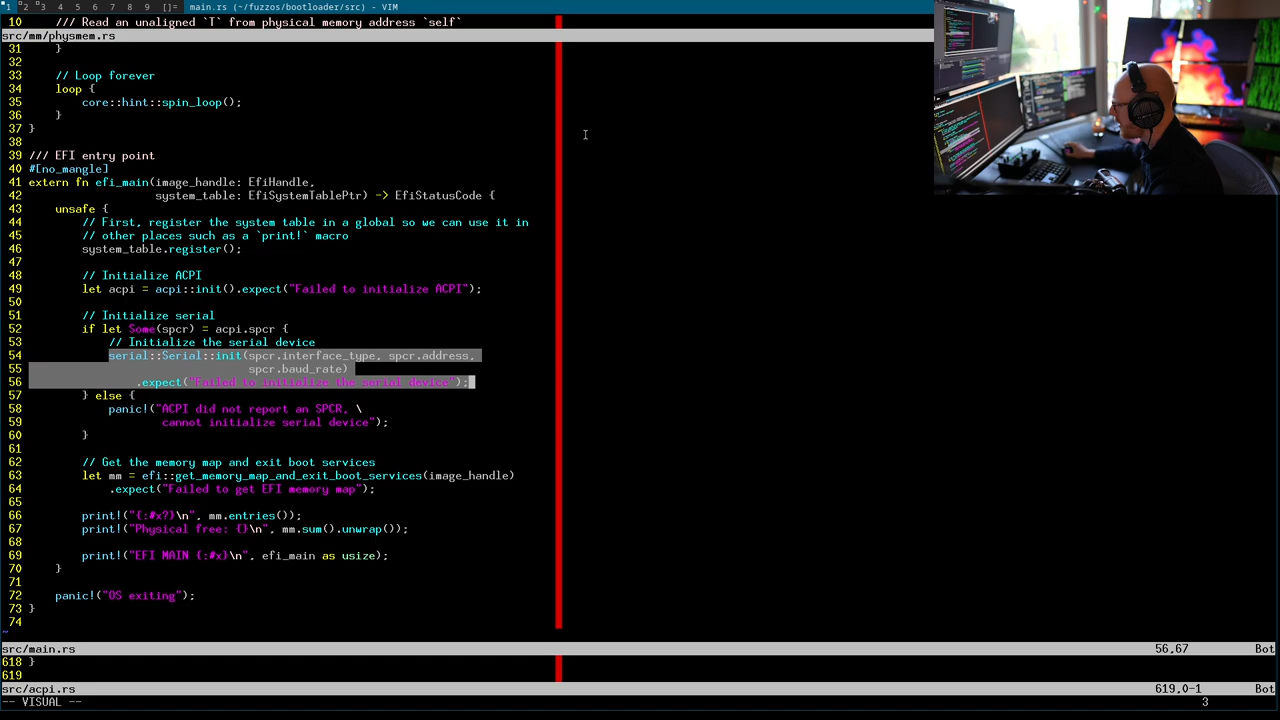 1 2 3 4 5 6 7 8 9 []= main.rs (~/fuzzos/bootloader/src) - VIM
10 /// Read an unaligned `T` from physical memory address `self`
src/mm/physmem.rs
31 }
32
33 // Loop forever
34 loop {
35 core::hint::spin_loop();
36 }
37 }
38
39 /// EFI entry point
40 #[no_mangle]
41 extern fn efi_main(image_handle: EfiHandle,
42 system_table: EfiSystemTablePtr) -> EfiStatusCode {
43 unsafe {
44 // First, register the system table in a global so we can use it in
45 // other places such as a `print!` macro
46 system_table.register();
47
48 // Initialize ACPI
49 let acpi = acpi::init().expect("Failed to initialize ACPI");
50
51 // Initialize serial
52 if let Some(spcr) = acpi.spcr {
53 // Initialize the serial device
54 serial::Serial::init(spcr.interface_type, spcr.address,
55 spcr.baud_rate)
56 .expect("Failed to initialize the serial device");
57 } else {
58 panic!("ACPI did not report an SPCR, \
59 cannot initialize serial device");
60 }
61
62 // Get the memory map and exit boot services
63 let mm = efi::get_memory_map_and_exit_boot_services(image_handle)
64 .expect("Failed to get EFI memory map");
65
66 print!("{:#x?}\n", mm.entries());
67 print!("Physical free: {}\n", mm.sum().unwrap());
68
69 print!("EFI MAIN {:#x}\n", efi_main as usize);
70 }
71
72 panic!("OS exiting");
73 }
74
~
src/main.rs 56,67 Bot
618 }
619
src/acpi.rs 619,0-1 Bot
-- VISUAL -- 3